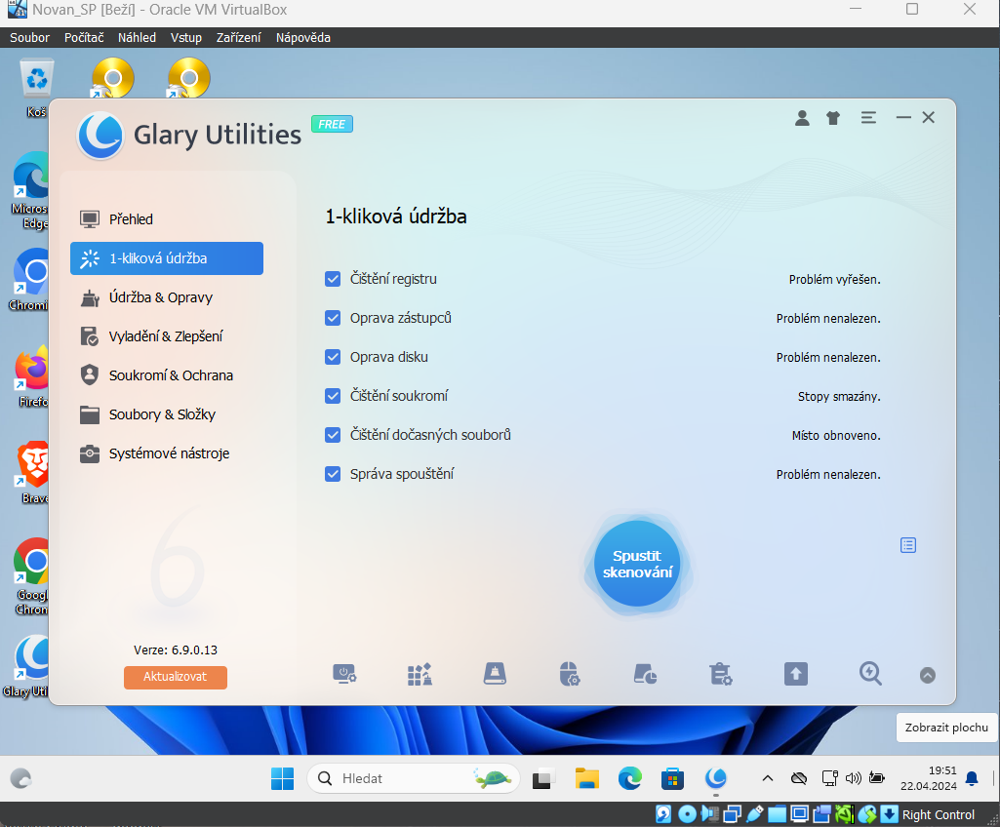 Novan_SP [Beží] - Oracle VM VirtualBox
Soubor Počítač Náhled Vstup Zařízení Nápověda
Koš
Glary Utilities FREE
Přehled
1-kliková údržba
Údržba & Opravy
Vyladění & Zlepšení
Soukromí & Ochrana
Soubory & Složky
Systémové nástroje
6
Verze: 6.9.0.13
Aktualizovat
1-kliková údržba
Čištění registru Problém vyřešen.
Oprava zástupců Problém nenalezen.
Oprava disku Problém nenalezen.
Čištění soukromí Stopy smazány.
Čištění dočasných souborů Místo obnoveno.
Správa spouštění Problém nenalezen.
Spustit
skenování
Micros
Edge
Chromi
Firefo
Brave
Googl
Chron
Glary Uti
Zobrazit plochu
Hledat
19:51
22.04.2024
Right Control